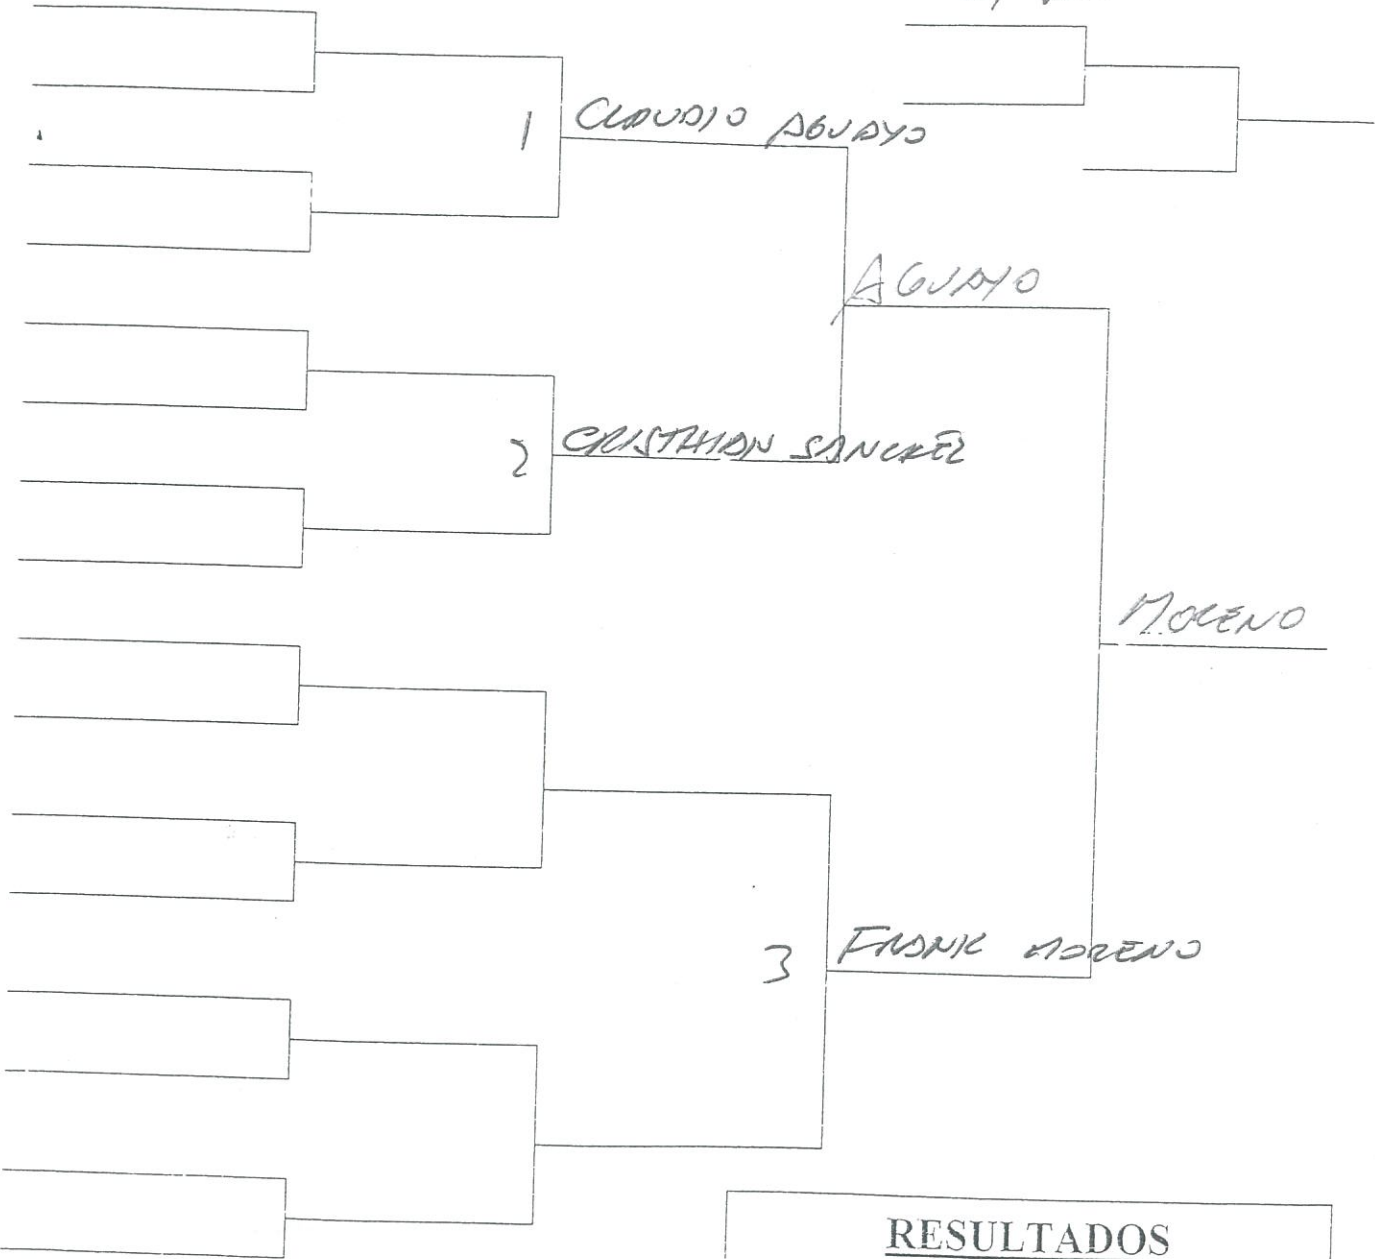 1 CLAUDIO AGUAYO
AGUAYO
2 CRISTHIAN SANCHEZ
MORENO
3 FRANK MORENO
RESULTADOS